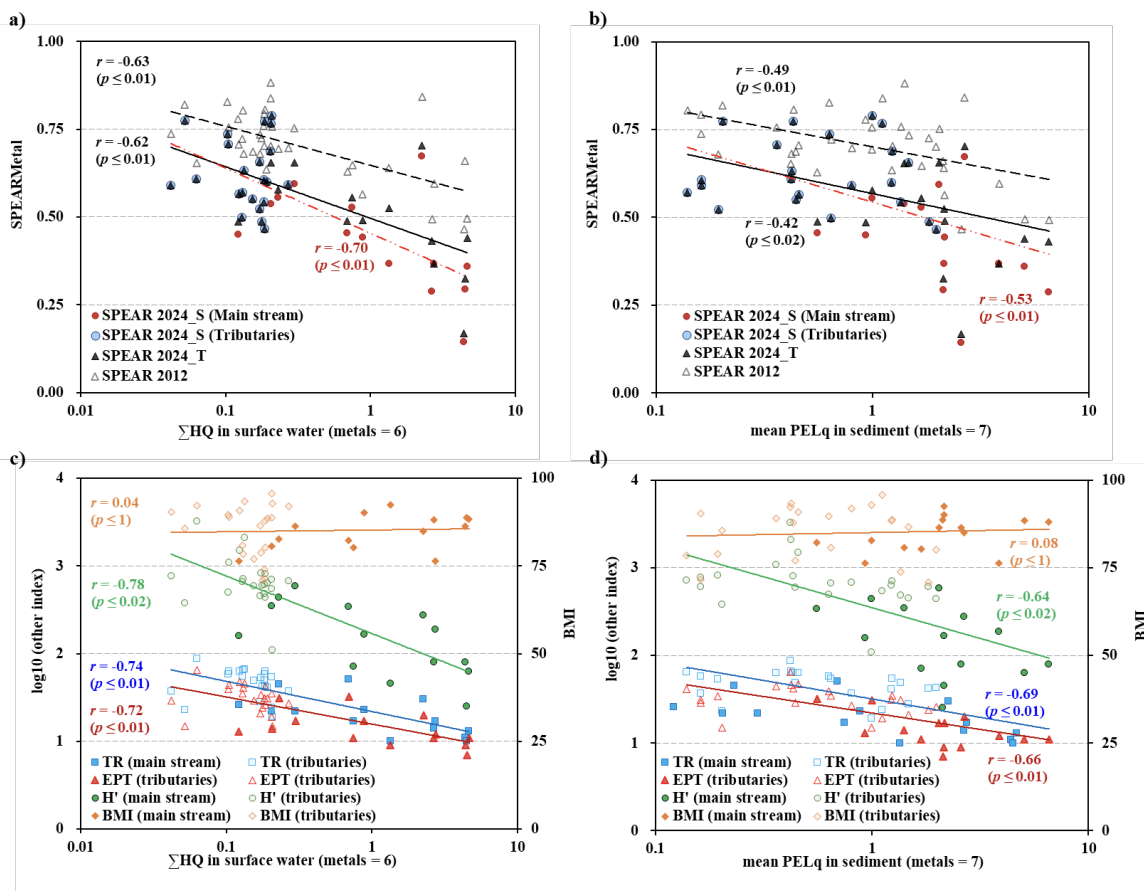 a)
1.00
0.75
0.50
0.25
0.00
SPEARMetal
r = -0.63
(p ≤ 0.01)
r = -0.62
(p ≤ 0.01)
r = -0.70
(p ≤ 0.01)
SPEAR 2024_S (Main stream)
SPEAR 2024_S (Tributaries)
SPEAR 2024_T
SPEAR 2012
0.01
0.1
1
10
∑HQ in surface water (metals = 6)
b)
1.00
0.75
0.50
0.25
0.00
SPEARMetal
r = -0.49
(p ≤ 0.01)
r = -0.42
(p ≤ 0.02)
r = -0.53
(p ≤ 0.01)
SPEAR 2024_S (Main stream)
SPEAR 2024_S (Tributaries)
SPEAR 2024_T
SPEAR 2012
0.1
1
10
mean PELq in sediment (metals = 7)
c)
4
3
2
1
0
log10 (other index)
100
75
50
25
0
BMI
r = 0.04
(p ≤ 1)
r = -0.78
(p ≤ 0.02)
r = -0.74
(p ≤ 0.01)
r = -0.72
(p ≤ 0.01)
TR (main stream)
TR (tributaries)
EPT (main stream)
EPT (tributaries)
H' (main stream)
H' (tributaries)
BMI (main stream)
BMI (tributaries)
0.01
0.1
1
10
∑HQ in surface water (metals = 6)
d)
4
3
2
1
0
log10 (other index)
100
75
50
25
0
BMI
r = 0.08
(p ≤ 1)
r = -0.64
(p ≤ 0.02)
r = -0.69
(p ≤ 0.01)
r = -0.66
(p ≤ 0.01)
TR (main stream)
TR (tributaries)
EPT (main stream)
EPT (tributaries)
H' (main stream)
H' (tributaries)
BMI (main stream)
BMI (tributaries)
0.1
1
10
mean PELq in sediment (metals = 7)